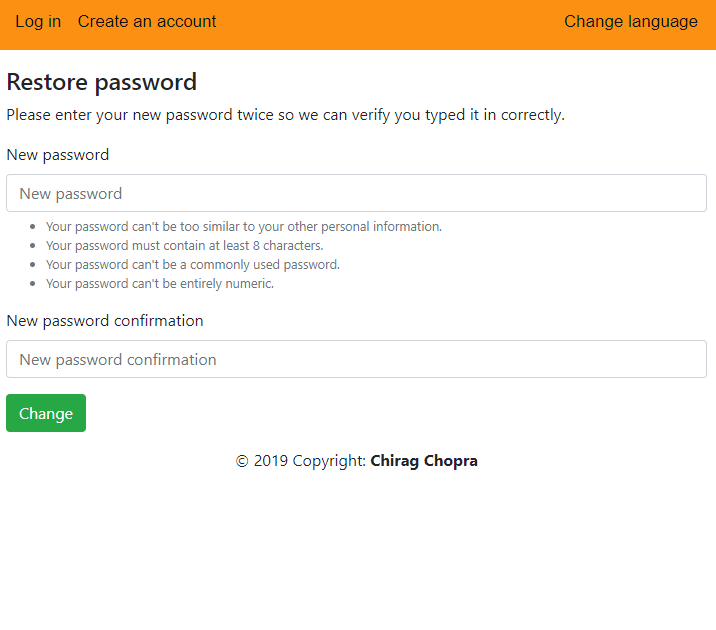 Log in Create an account Change language
Restore password
Please enter your new password twice so we can verify you typed it in correctly.
New password
New password
Your password can't be too similar to your other personal information.
Your password must contain at least 8 characters.
Your password can't be a commonly used password.
Your password can't be entirely numeric.
New password confirmation
New password confirmation
Change
© 2019 Copyright: Chirag Chopra